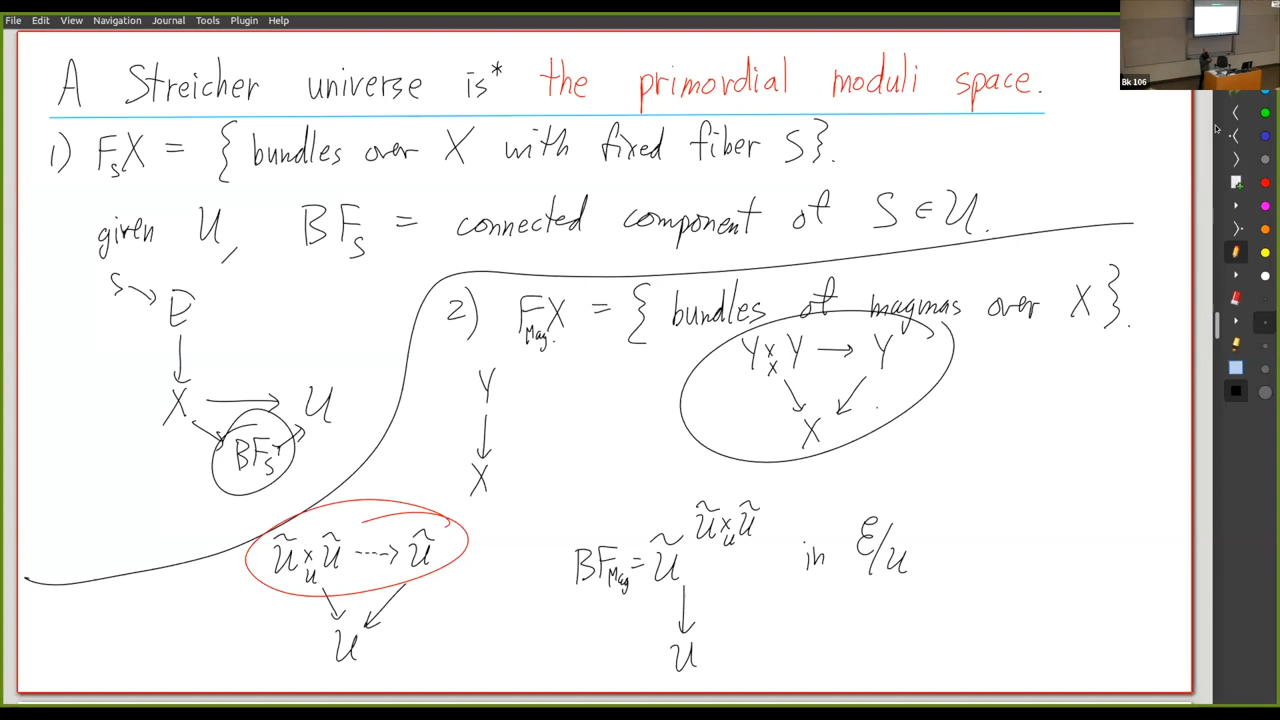 File Edit View Navigation Journal Tools Plugin Help
Bk 106
A Streicher universe is* the primordial moduli space.
1) F_S X = { bundles over X with fixed fiber S }.
given U, BF_S = connected component of S ∈ U.
S → E
↓
X → U
BF_S
2) F_Mag. X = { bundles of magmas over X }.
Y ×_X Y → Y
X
Y
↓
X
Ũ ×_U Ũ ----> Ũ
U
BF_Mag = Ũ^{Ũ ×_U Ũ} in ℰ/U
↓
U